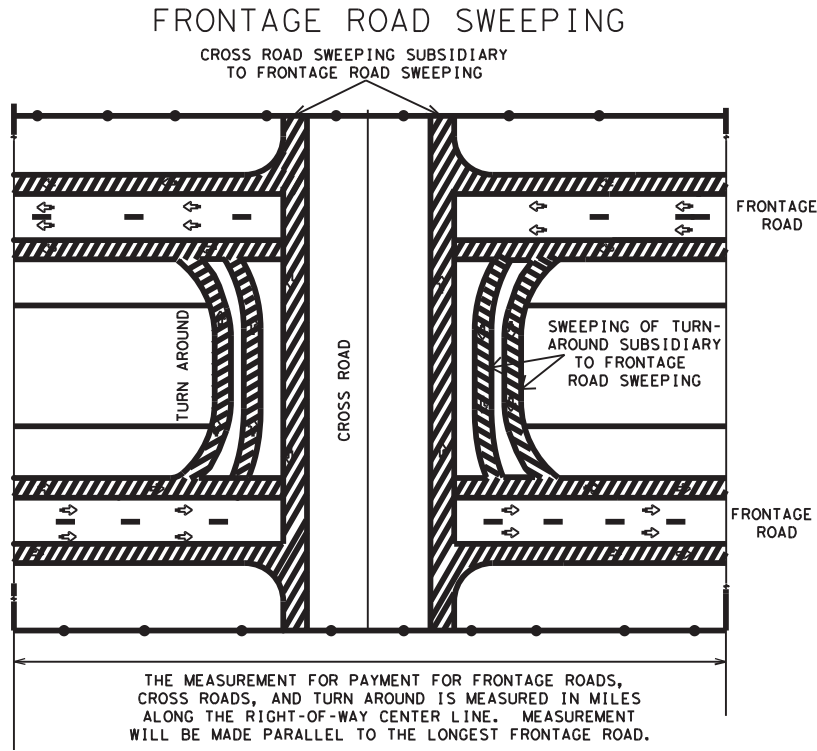 FRONTAGE ROAD SWEEPING
CROSS ROAD SWEEPING SUBSIDIARY
TO FRONTAGE ROAD SWEEPING
FRONTAGE
ROAD
TURN AROUND
CROSS ROAD
SWEEPING OF TURN-
AROUND SUBSIDIARY
TO FRONTAGE
ROAD SWEEPING
FRONTAGE
ROAD
THE MEASUREMENT FOR PAYMENT FOR FRONTAGE ROADS,
CROSS ROADS, AND TURN AROUND IS MEASURED IN MILES
ALONG THE RIGHT-OF-WAY CENTER LINE. MEASUREMENT
WILL BE MADE PARALLEL TO THE LONGEST FRONTAGE ROAD.